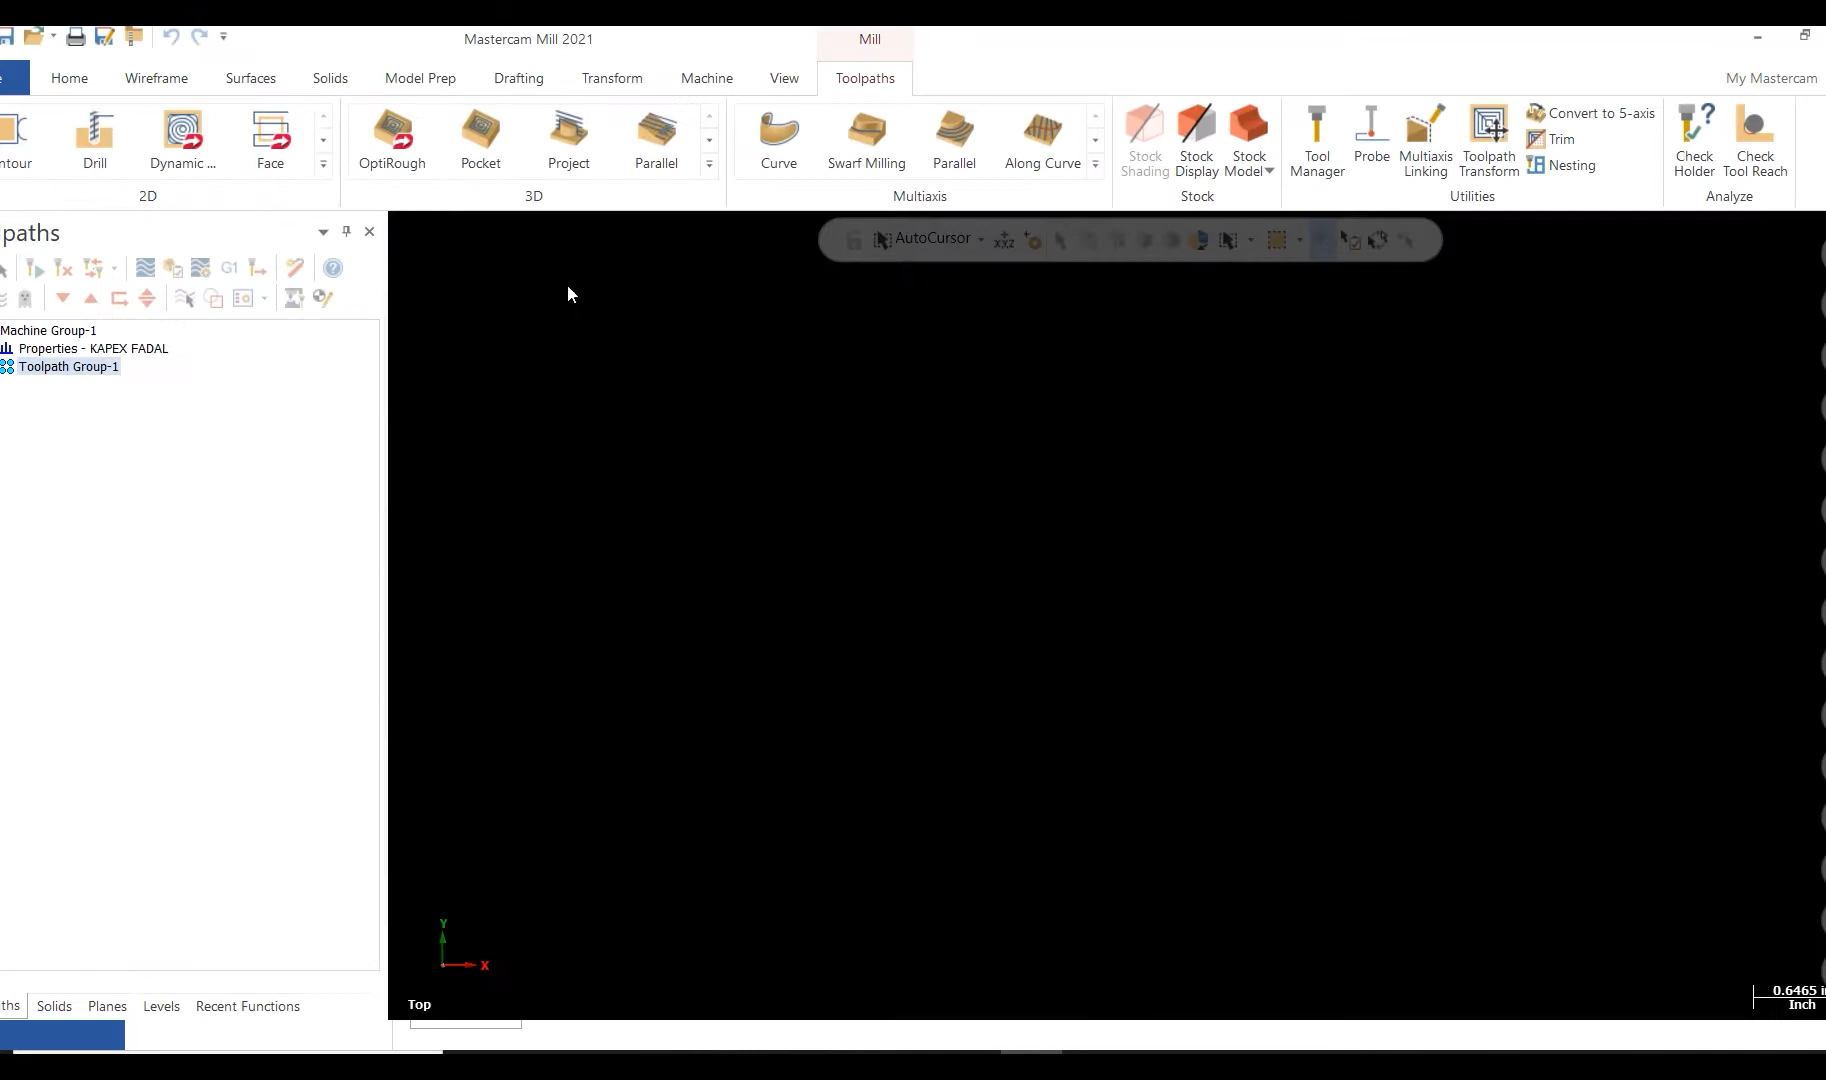 Mastercam Mill 2021
Mill
Home Wireframe Surfaces Solids Model Prep Drafting Transform Machine View Toolpaths
My Mastercam
ntour Drill Dynamic ... Face
2D
OptiRough Pocket Project Parallel
3D
Curve Swarf Milling Parallel Along Curve
Multiaxis
Stock Shading
Stock Display
Stock Model
Stock
Tool Manager
Probe
Multiaxis Linking
Toolpath Transform
Convert to 5-axis
Trim
Nesting
Utilities
Check Holder
Check Tool Reach
Analyze
paths
G1
AutoCursor
XYZ
Machine Group-1
Properties - KAPEX FADAL
Toolpath Group-1
Y
X
Top
0.6465 i
Inch
ths Solids Planes Levels Recent Functions